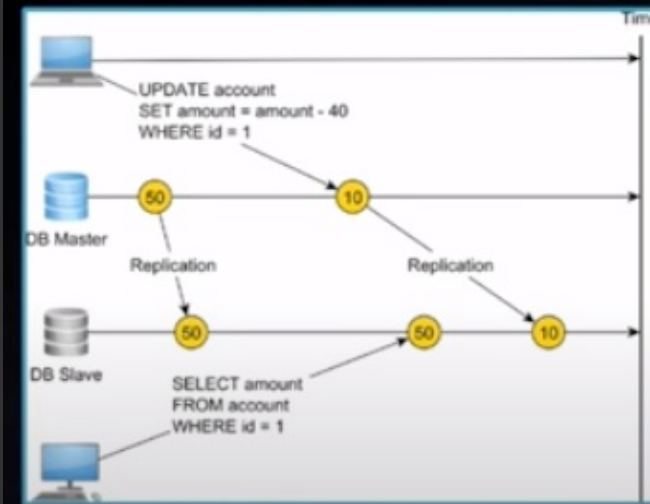 Tim
UPDATE account
SET amount = amount - 40
WHERE id = 1
50
10
DB Master
Replication
Replication
50
50
10
DB Slave
SELECT amount
FROM account
WHERE id = 1